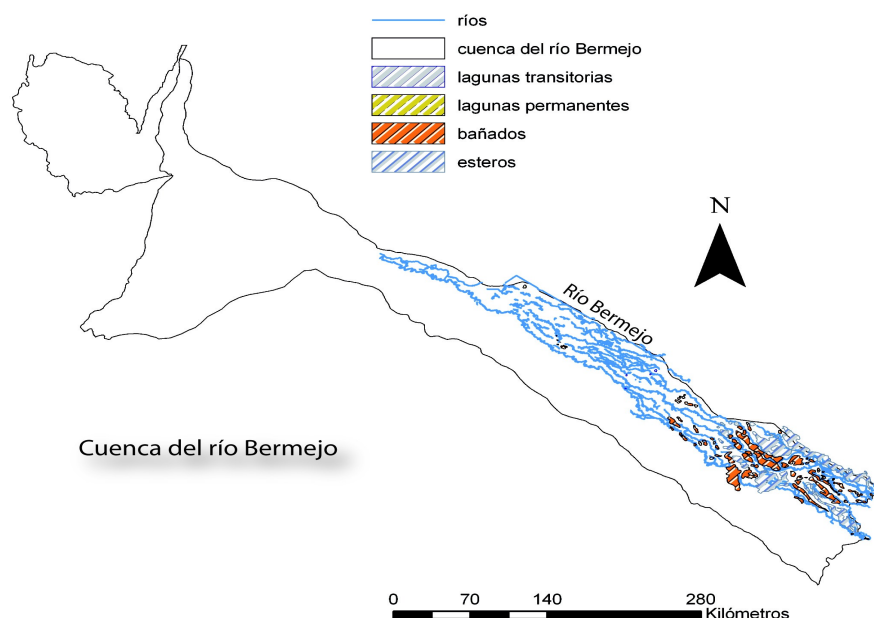 ríos
cuenca del río Bermejo
lagunas transitorias
lagunas permanentes
bañados
esteros
N
Río Bermejo
Cuenca del río Bermejo
0 70 140 280
Kilómetros